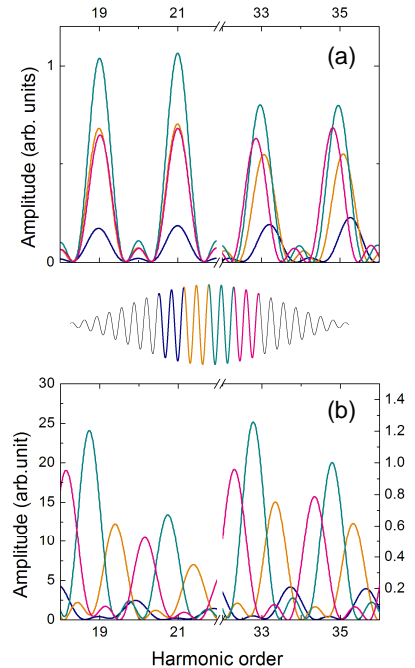 19 21 33 35
(a)
1
0
Amplitude (arb. units)
30
25
20
15
10
5
0
Amplitude (arb.unit)
(b)
1.4
1.2
1.0
0.8
0.6
0.4
0.2
19 21 33 35
Harmonic order